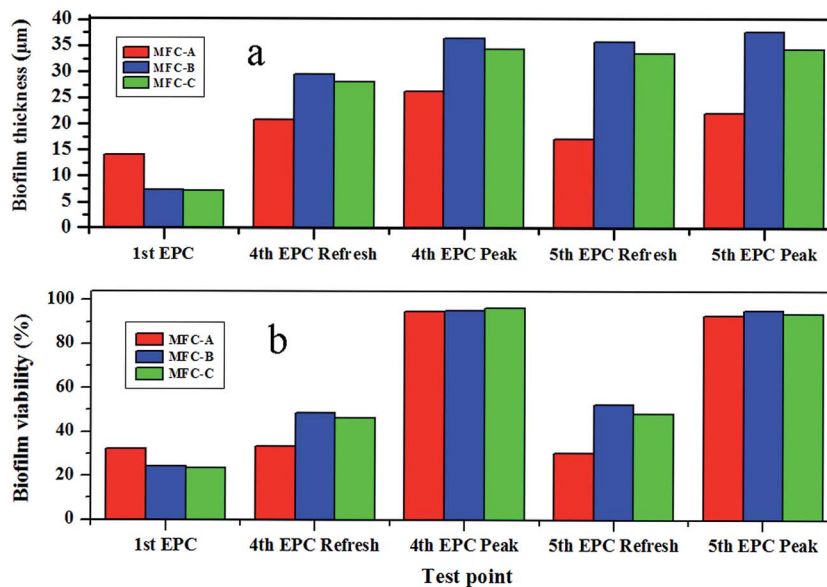 Biofilm thickness (μm)
40
35
30
25
20
15
10
5
0
MFC-A
MFC-B
MFC-C
a
1st EPC 4th EPC Refresh 4th EPC Peak 5th EPC Refresh 5th EPC Peak
Biofilm viability (%)
100
80
60
40
20
0
MFC-A
MFC-B
MFC-C
b
1st EPC 4th EPC Refresh 4th EPC Peak 5th EPC Refresh 5th EPC Peak
Test point